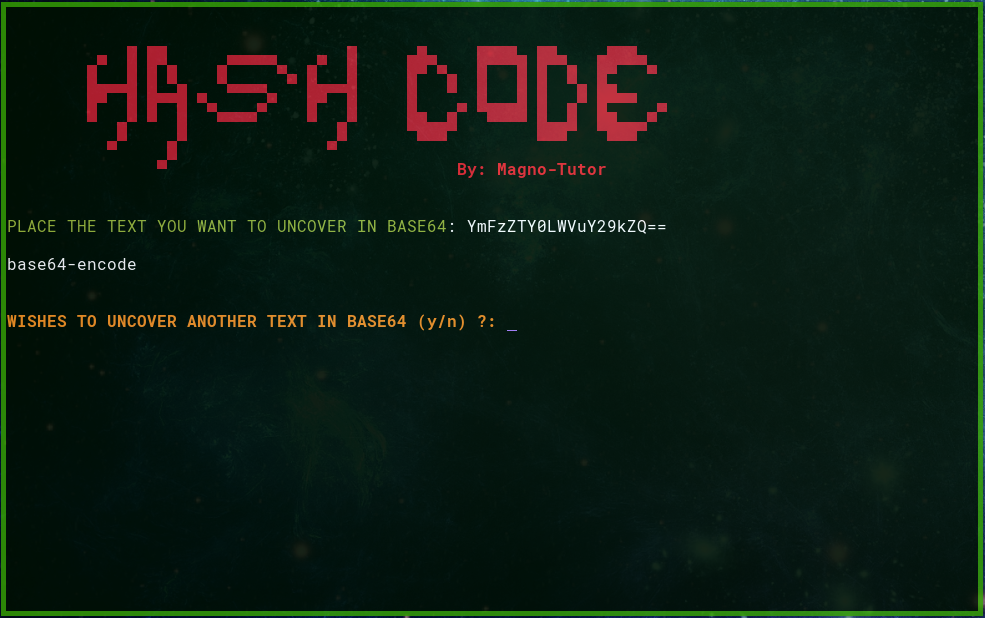 HASH CODE
By: Magno-Tutor
PLACE THE TEXT YOU WANT TO UNCOVER IN BASE64: YmFzZTY0LWVuY29kZQ==
base64-encode
WISHES TO UNCOVER ANOTHER TEXT IN BASE64 (y/n) ?: _